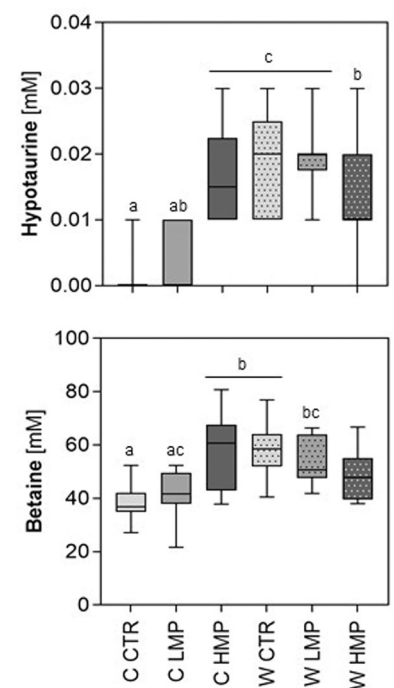 0.04
0.03
0.02
0.01
0.00
Hypotaurine [mM]
a
ab
c
b
100
80
60
40
20
0
Betaine [mM]
a
ac
b
bc
C CTR
C LMP
C HMP
W CTR
W LMP
W HMP